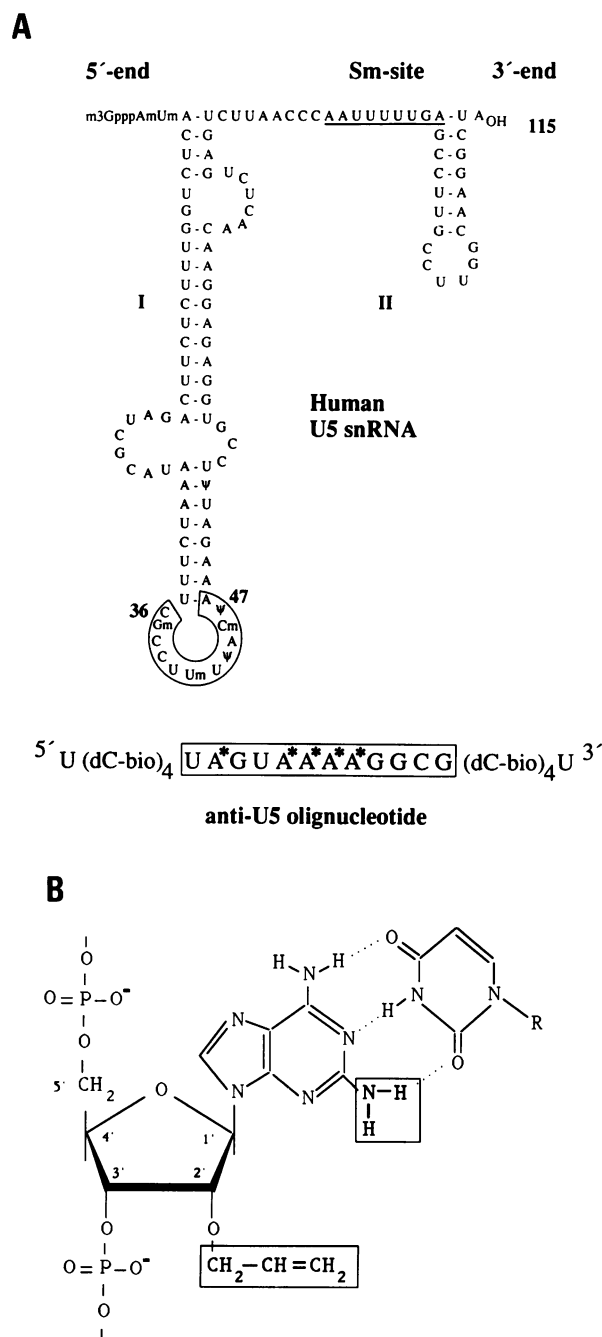 A
5´-end Sm-site 3´-end
m3GpppAmUm A - U C U U A A C C C A A U U U U U G A - U A OH 115
C - G G - C
U - A C - G
C - G U C C - G
U U U - A
G C U - A
G - C A A G - C
U - A C G
U - A C G
U - G U U
I C - G II
U - A
C - G
U - A
U - G
C - G
U A G A - U G
C C
G C
C A U A - U
A - Ψ
A - U
U - A
C - G
U - A
U - A
36 U - A 47
C Ψ
Gm Cm
C A
C Ψ
U Um U
Human
U5 snRNA
5´ U (dC-bio)4 U A*G U A*A*A*A*G G C G (dC-bio)4 U 3´
anti-U5 olignucleotide
B
O
O=P–O-
O
5' CH2
O
4' 1'
3' 2'
O
O=P–O-
O
O
CH2–CH=CH2
H N H
N N
N N
N–H
H
O
H N N
R
O